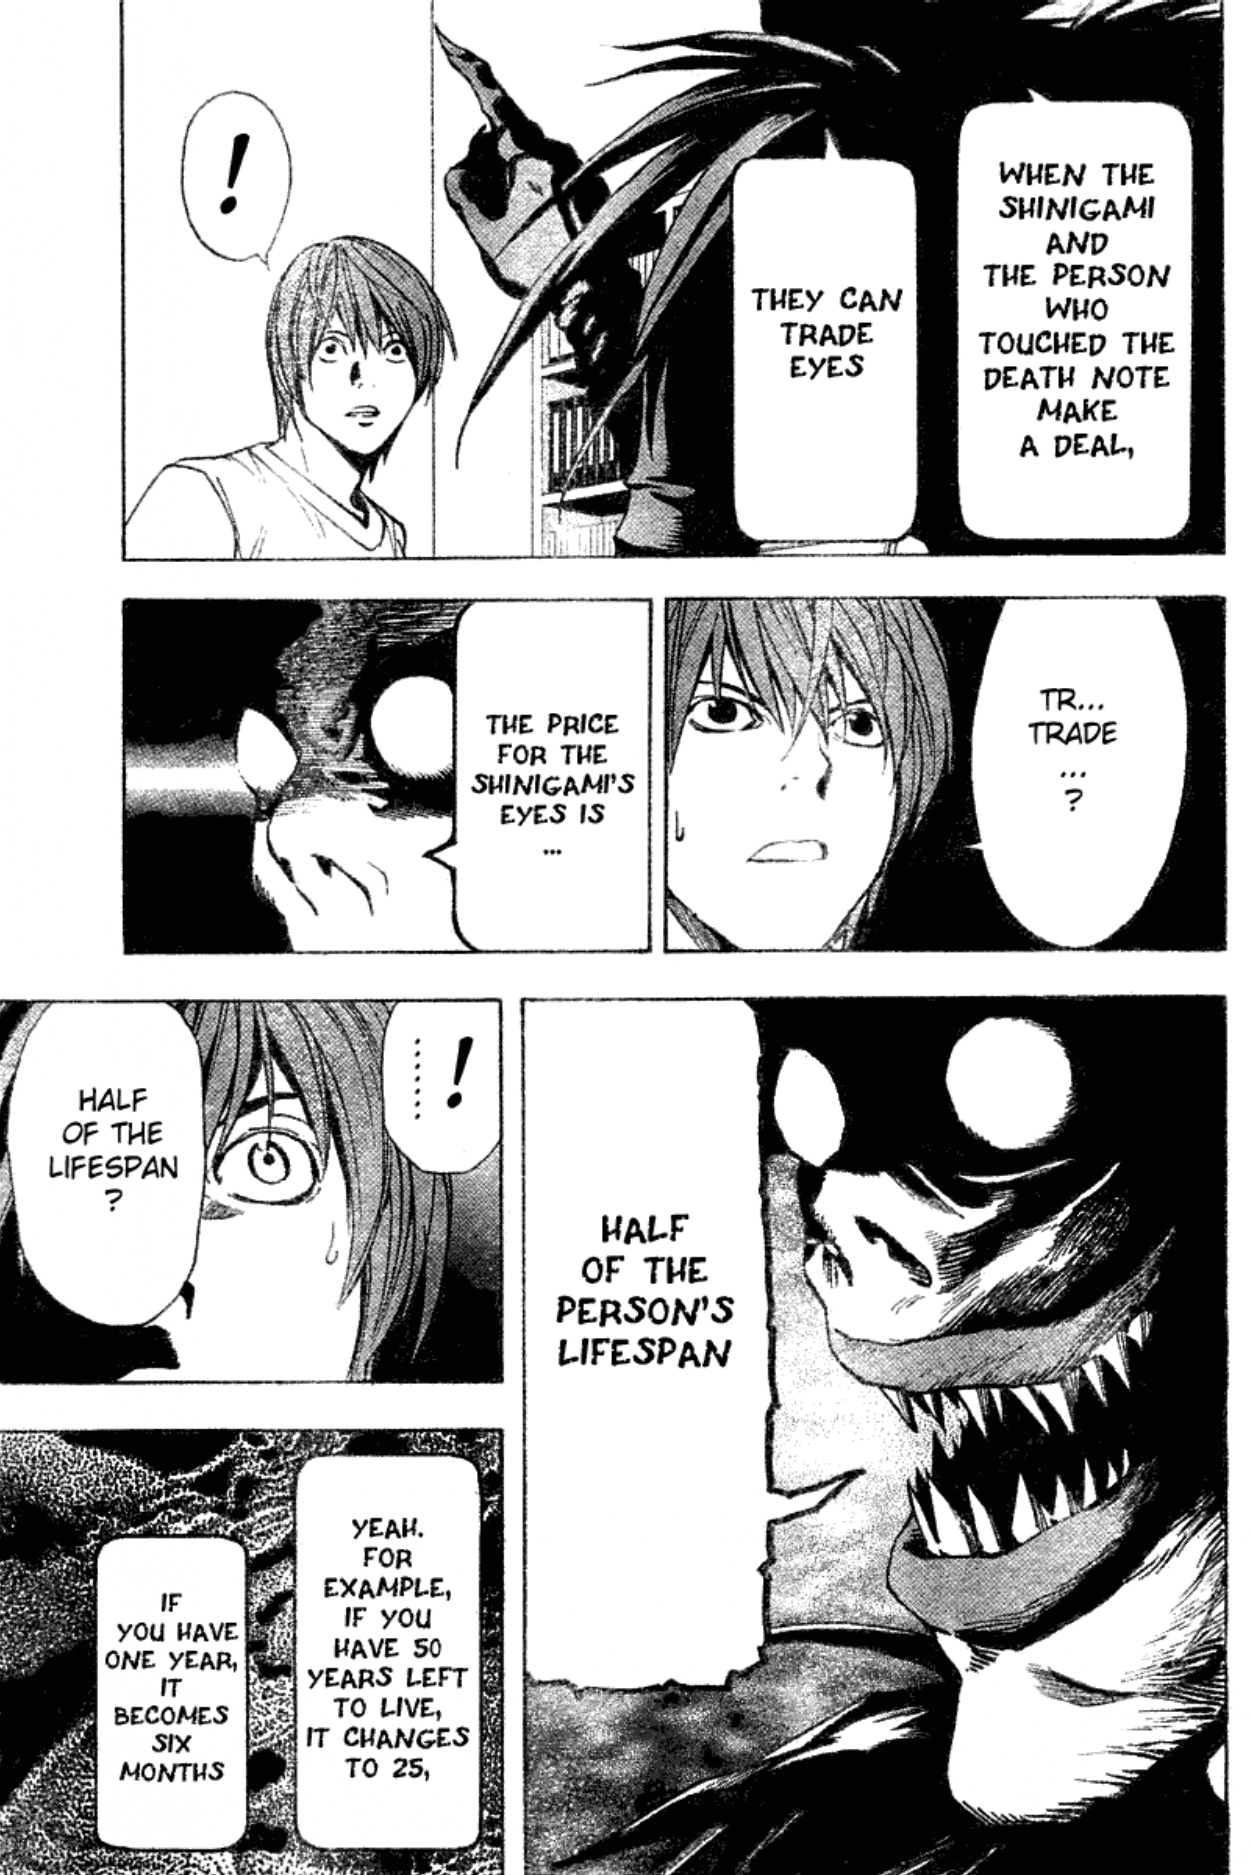 WHEN THE
SHINIGAMI
AND
THE PERSON
WHO
TOUCHED THE
DEATH NOTE
MAKE
A DEAL,
THEY CAN
TRADE
EYES
!
TR...
TRADE
...
?
THE PRICE
FOR THE
SHINIGAMI'S
EYES IS
...
HALF
OF THE
PERSON'S
LIFESPAN
!
........
HALF
OF THE
LIFESPAN
?
YEAH.
FOR
EXAMPLE,
IF YOU
HAVE 50
YEARS LEFT
TO LIVE,
IT CHANGES
TO 25,
IF
YOU HAVE
ONE YEAR,
IT
BECOMES
SIX
MONTHS